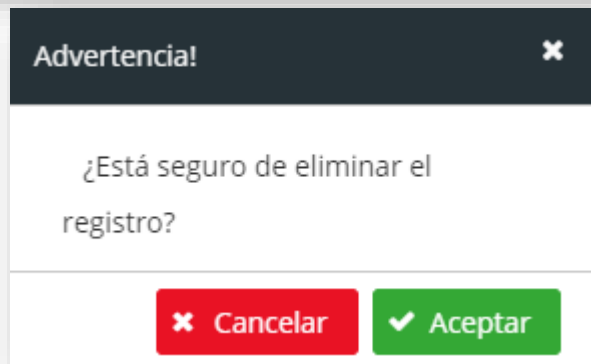 Advertencia!
¿Está seguro de eliminar el
registro?
Cancelar
Aceptar